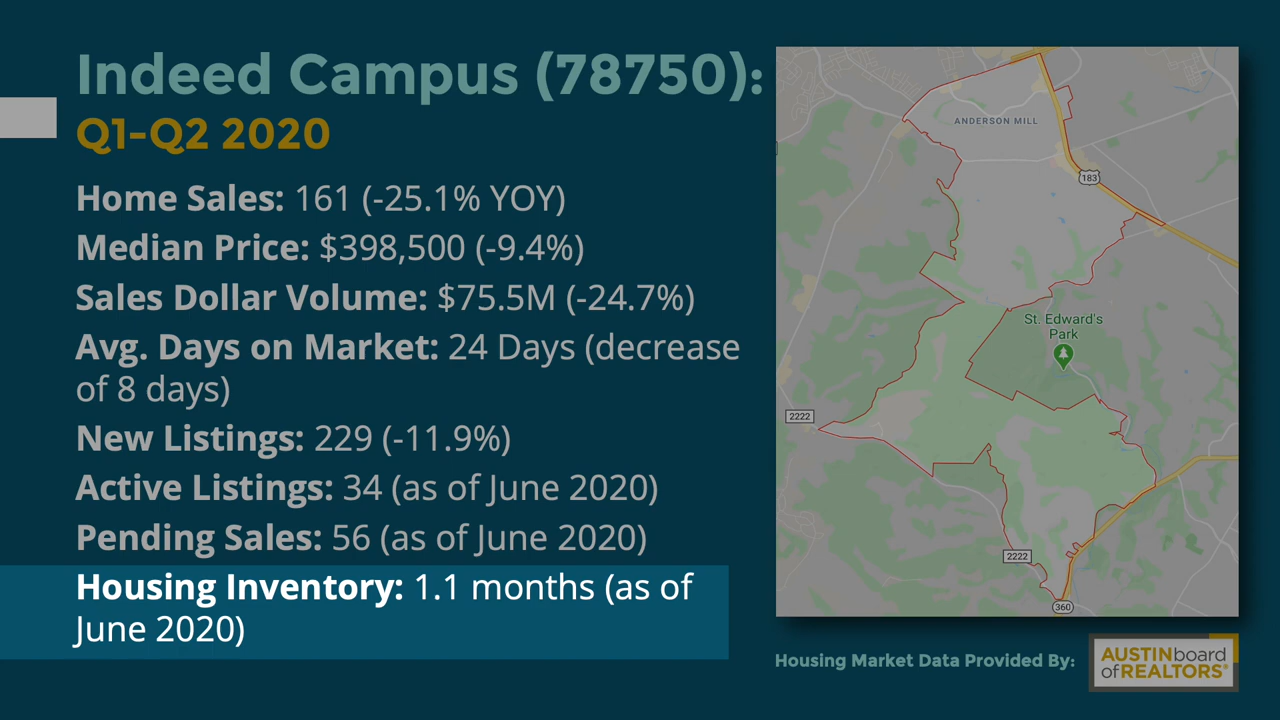 Indeed Campus (78750):
Q1-Q2 2020
Home Sales: 161 (-25.1% YOY)
Median Price: $398,500 (-9.4%)
Sales Dollar Volume: $75.5M (-24.7%)
Avg. Days on Market: 24 Days (decrease
of 8 days)
New Listings: 229 (-11.9%)
Active Listings: 34 (as of June 2020)
Pending Sales: 56 (as of June 2020)
Housing Inventory: 1.1 months (as of
June 2020)
ANDERSON MILL
183
St. Edward's
Park
2222
2222
360
Housing Market Data Provided By:
AUSTINboard
ofREALTORS®